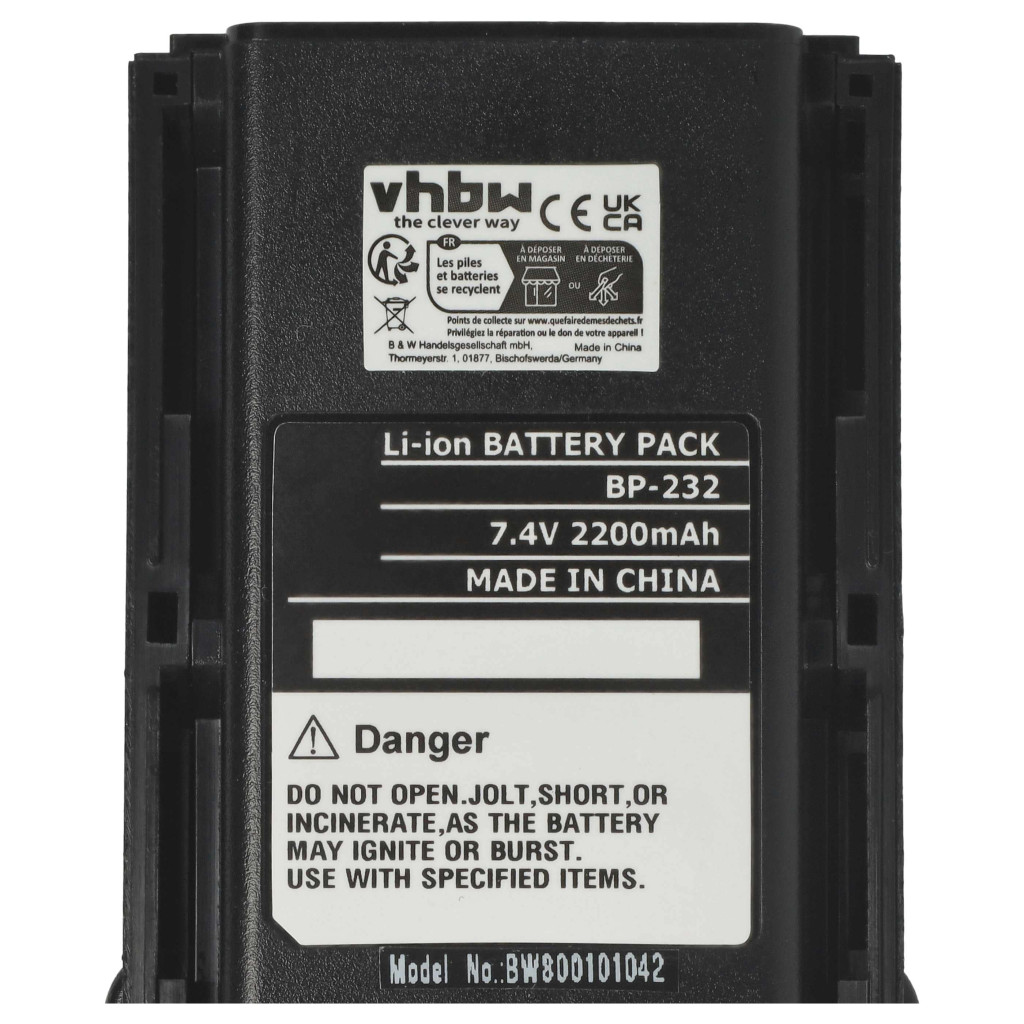 vhbw
the clever way
CE UK CA
FR
Les piles
et batteries
se recyclent
À DÉPOSER
EN MAGASIN
OU
À DÉPOSER
EN DÉCHÈTERIE
Points de collecte sur www.quefairedemesdechets.fr
Privilégiez la réparation ou le don de votre appareil !
B & W Handelsgesellschaft mbH, Made in China
Thormeyerstr. 1, 01877, Bischofswerda/Germany
Li-ion BATTERY PACK
BP-232
7.4V 2200mAh
MADE IN CHINA
Danger
DO NOT OPEN.JOLT,SHORT,OR
INCINERATE,AS THE BATTERY
MAY IGNITE OR BURST.
USE WITH SPECIFIED ITEMS.
Model No.:BW800101042